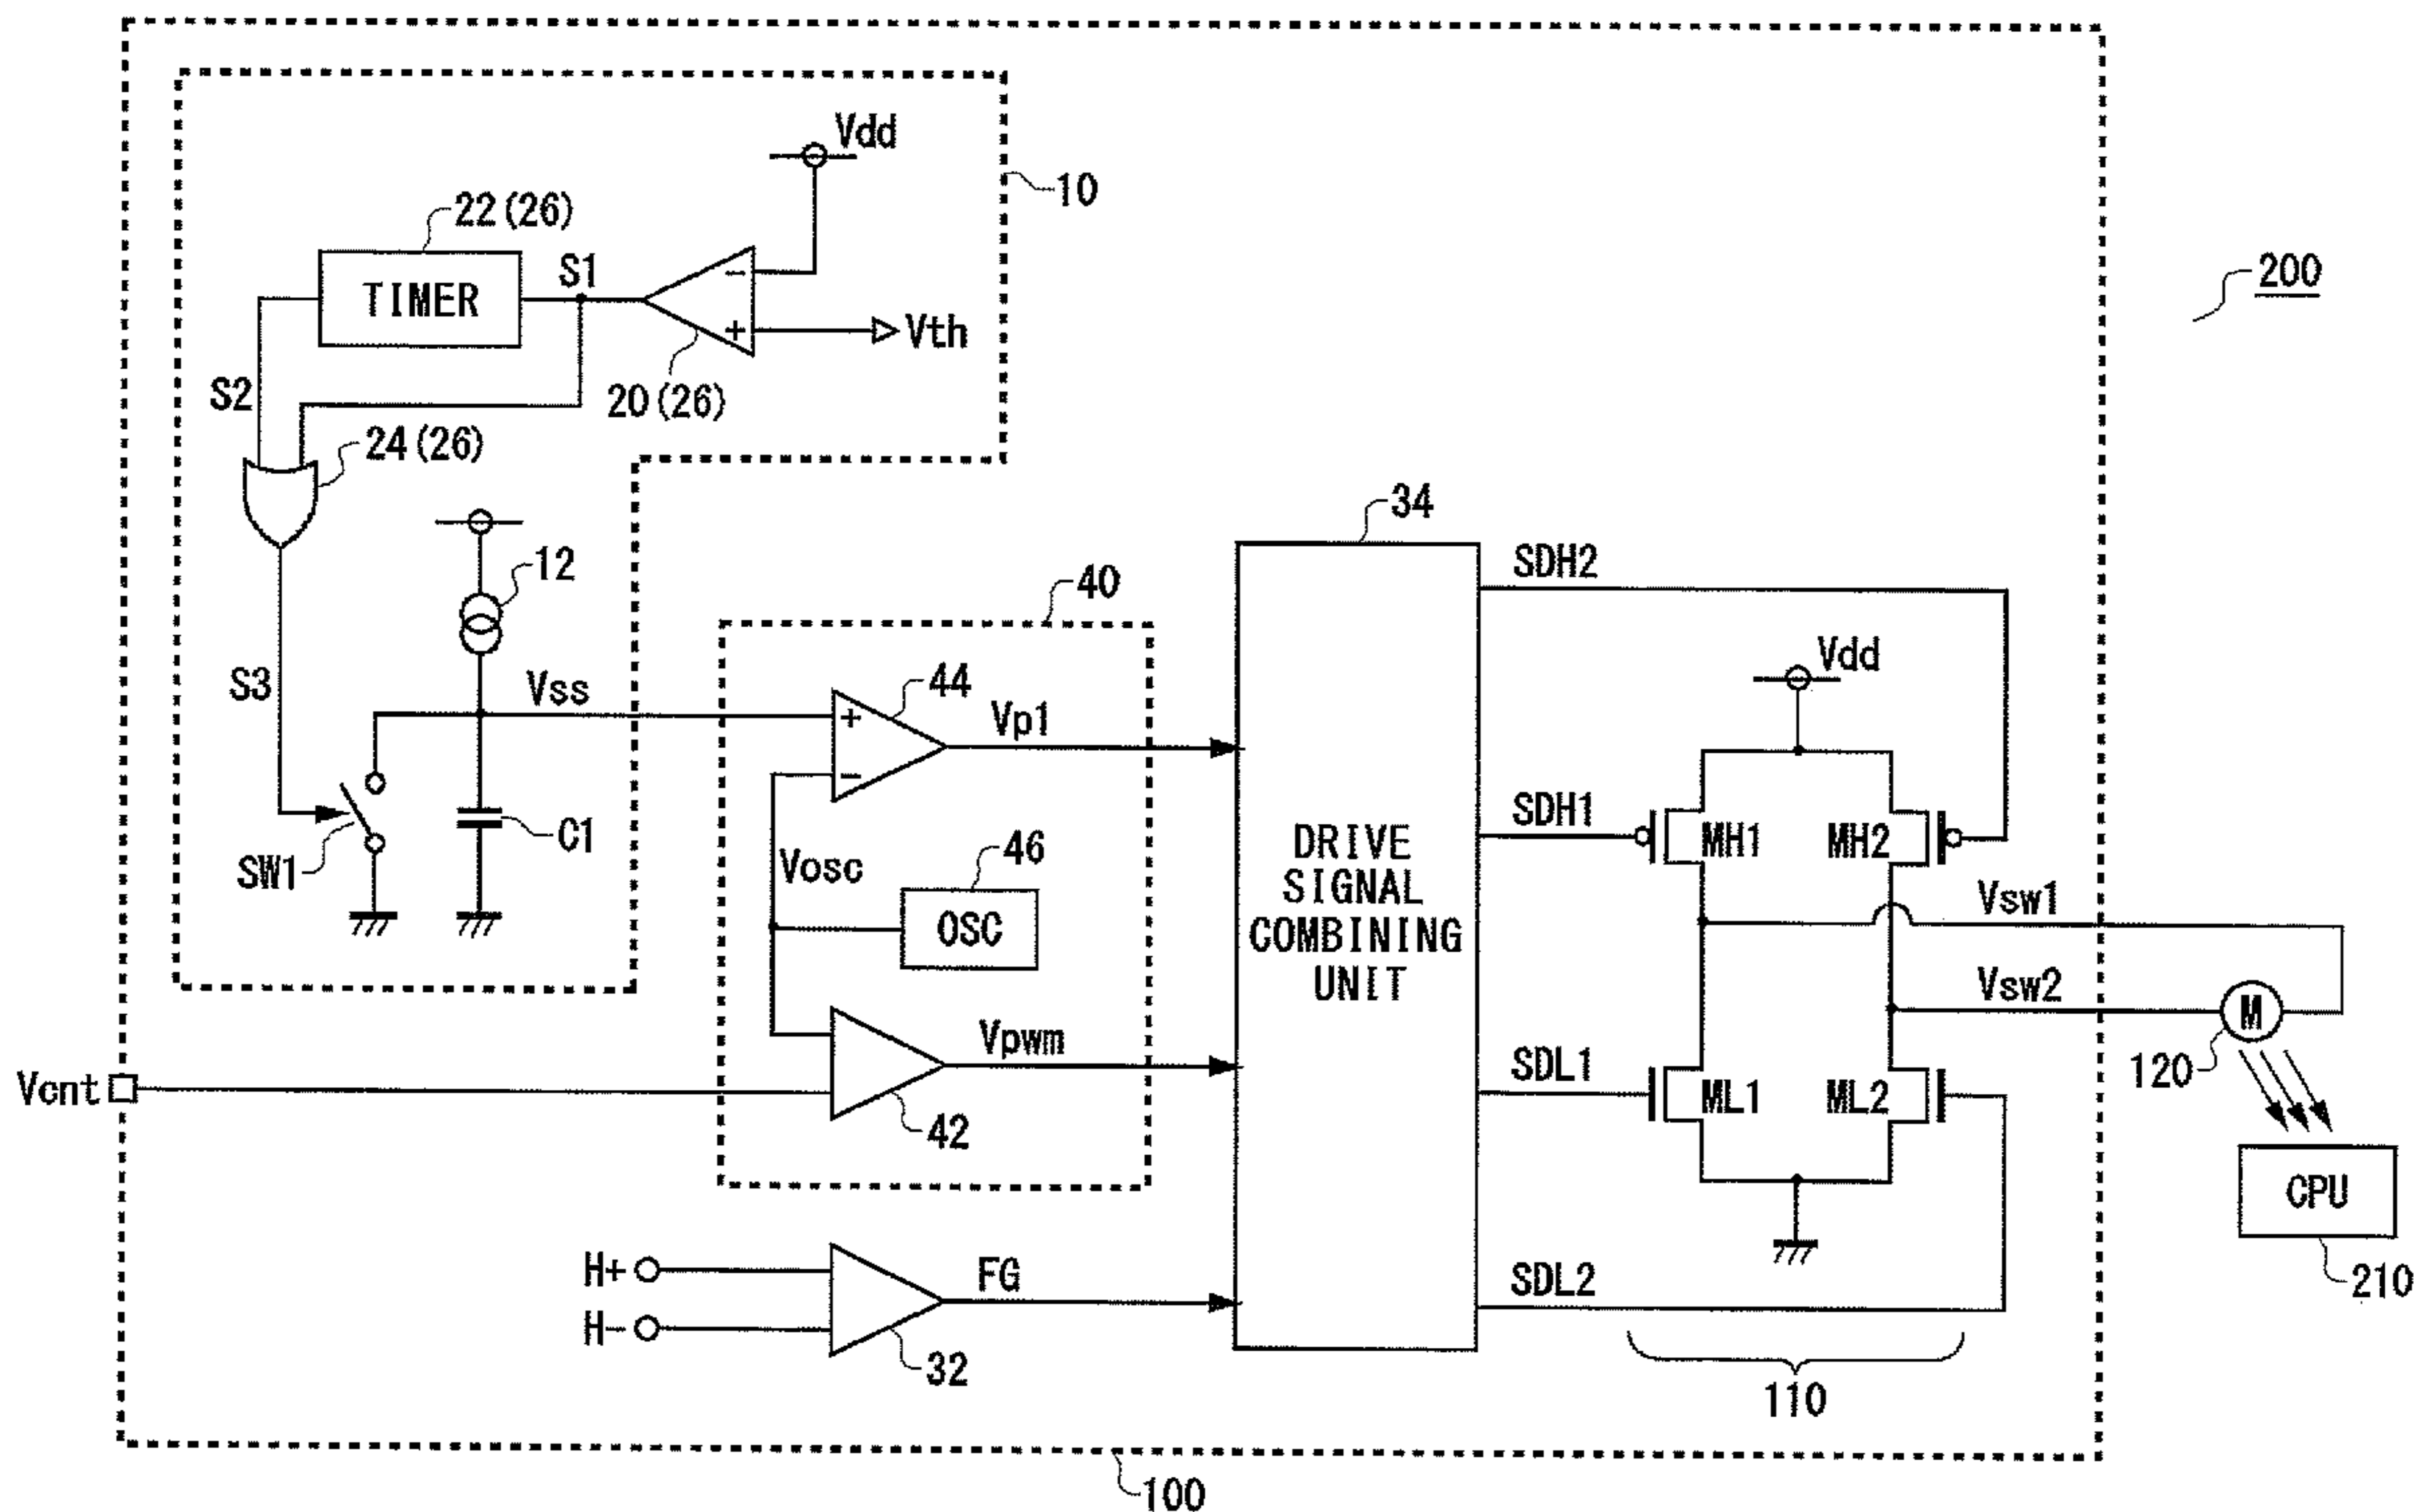 Vdd
10
22(26)
TIMER
S1
−
+
Vth
20(26)
S2
24(26)
200
34
12
40
SDH2
S3
Vss
44
+
−
Vp1
Vdd
SDH1
MH1
MH2
SW1
C1
Vosc
46
OSC
DRIVE
SIGNAL
COMBINING
UNIT
Vsw1
Vsw2
M
120
Vpwm
Vcnt
42
SDL1
ML1
ML2
CPU
210
H+
H−
FG
32
SDL2
110
100